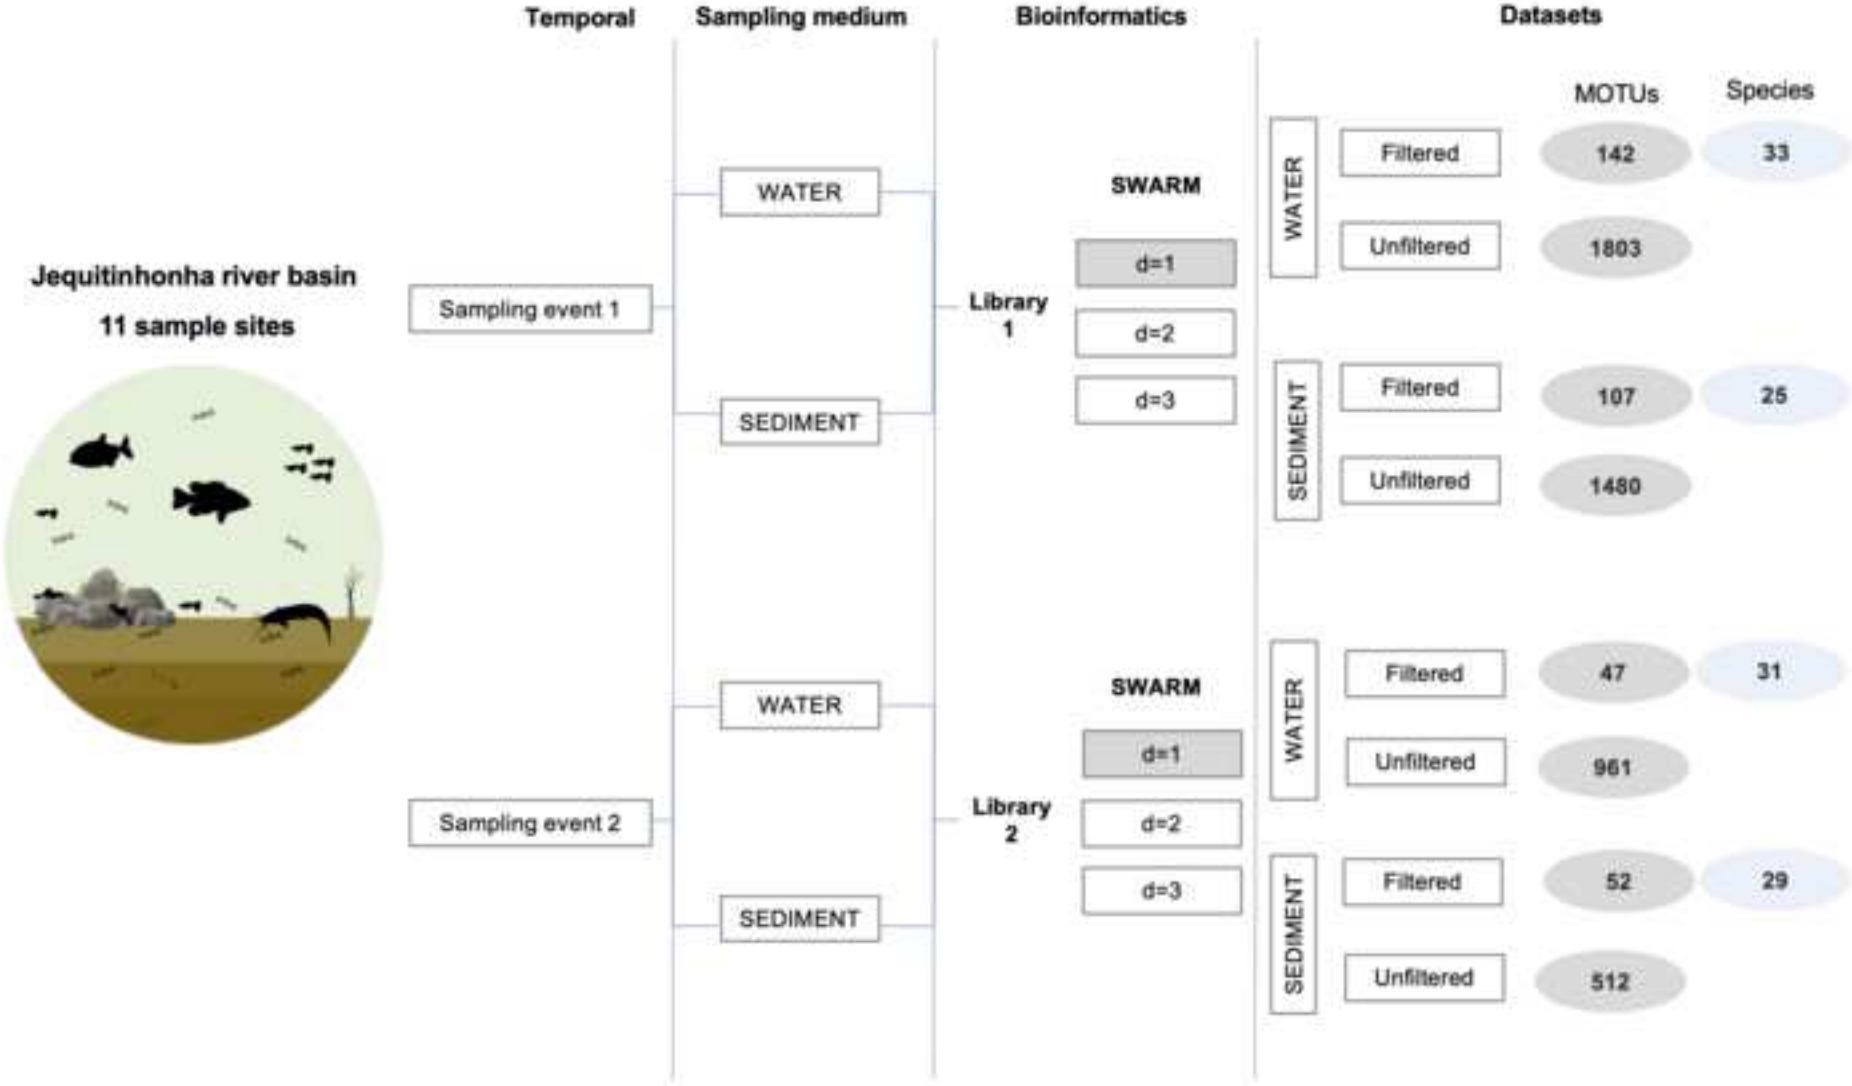 Temporal
Sampling medium
Bioinformatics
Datasets
MOTUs
Species
Jequitinhonha river basin
11 sample sites
Sampling event 1
WATER
SEDIMENT
Library
1
SWARM
d=1
d=2
d=3
WATER
Filtered
142
33
Unfiltered
1803
SEDIMENT
Filtered
107
25
Unfiltered
1480
Sampling event 2
WATER
SEDIMENT
Library
2
SWARM
d=1
d=2
d=3
WATER
Filtered
47
31
Unfiltered
961
SEDIMENT
Filtered
52
29
Unfiltered
512